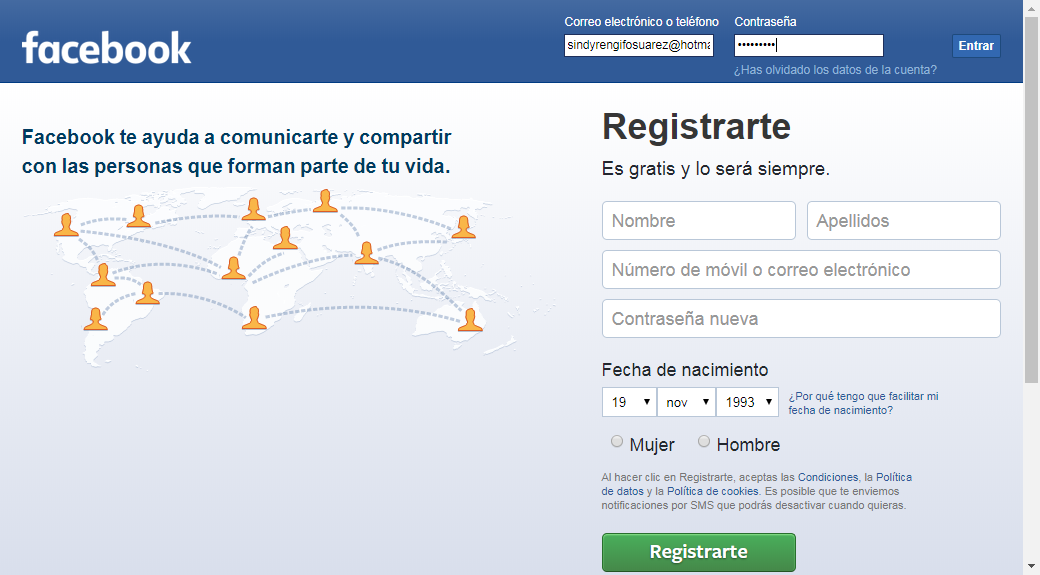 facebook
Correo electrónico o teléfono
Contraseña
sindyrengifosuarez@hotma
•••••••••
Entrar
¿Has olvidado los datos de la cuenta?
Facebook te ayuda a comunicarte y compartir
con las personas que forman parte de tu vida.
Registrarte
Es gratis y lo será siempre.
Nombre
Apellidos
Número de móvil o correo electrónico
Contraseña nueva
Fecha de nacimiento
19 nov 1993
¿Por qué tengo que facilitar mi
fecha de nacimiento?
Mujer Hombre
Al hacer clic en Registrarte, aceptas las Condiciones, la Política
de datos y la Política de cookies. Es posible que te enviemos
notificaciones por SMS que podrás desactivar cuando quieras.
Registrarte